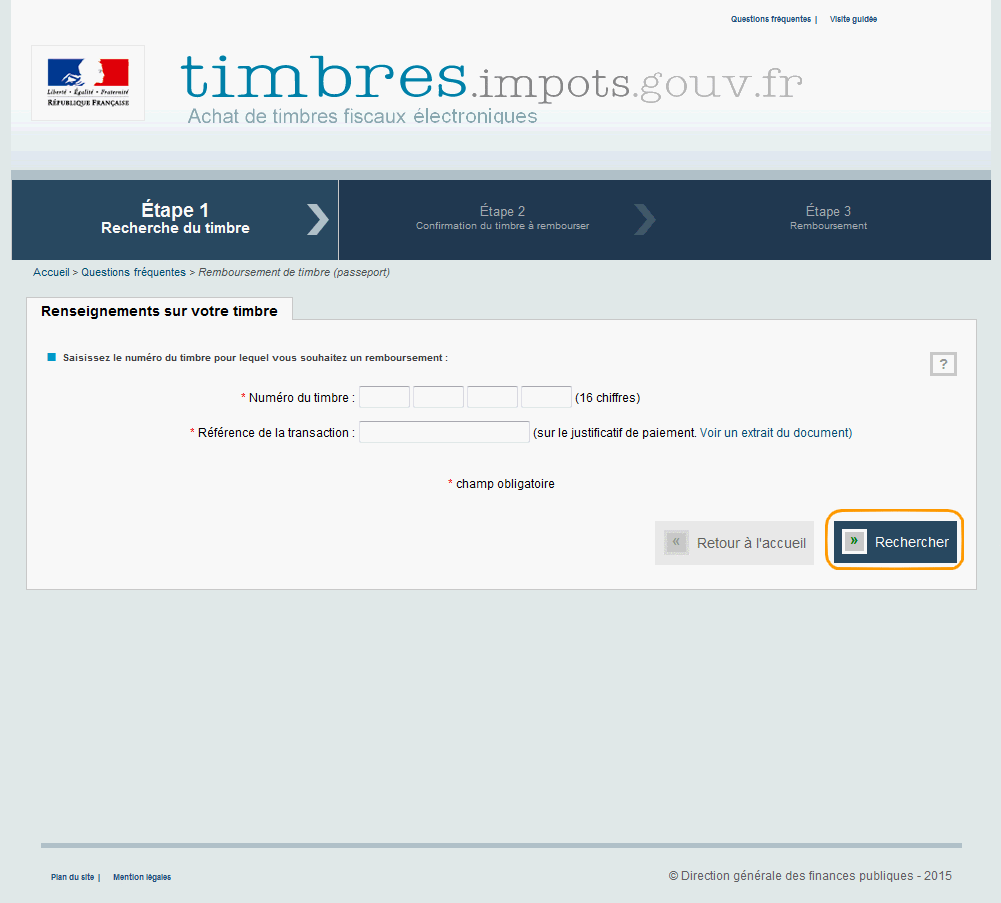 Questions fréquentes | Visite guidée
Liberté • Égalité • Fraternité
RÉPUBLIQUE FRANÇAISE
timbres.impots.gouv.fr
Achat de timbres fiscaux électroniques
Étape 1
Recherche du timbre
Étape 2
Confirmation du timbre à rembourser
Étape 3
Remboursement
Accueil > Questions fréquentes > Remboursement de timbre (passeport)
Renseignements sur votre timbre
Saisissez le numéro du timbre pour lequel vous souhaitez un remboursement :
?
* Numéro du timbre : (16 chiffres)
* Référence de la transaction : (sur le justificatif de paiement. Voir un extrait du document)
* champ obligatoire
« Retour à l'accueil
» Rechercher
Plan du site | Mention légales
© Direction générale des finances publiques - 2015